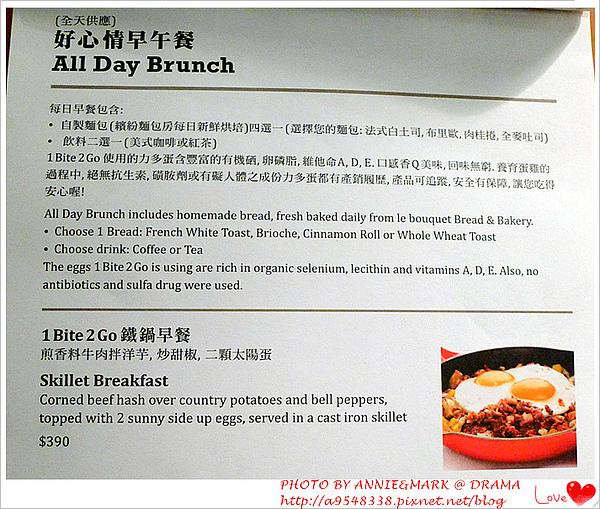 (全天供應)
好心情早午餐
All Day Brunch
每日早餐包含:
• 自製麵包(繽紛麵包房每日新鮮烘培)四選一(選擇您的麵包: 法式白土司, 布里歐, 肉桂捲, 全麥吐司)
• 飲料二選一(美式咖啡或紅茶)
1Bite2Go 使用的力多蛋含豐富的有機硒, 卵磷脂, 維他命A, D, E. 口感香Q美味, 回味無窮. 養育蛋雞的
過程中, 絕無抗生素, 磺胺劑或有礙人體之成份力多蛋都有產銷履歷, 產品可追蹤, 安全有保障, 讓您吃得
安心喔!
All Day Brunch includes homemade bread, fresh baked daily from le bouquet Bread & Bakery.
• Choose 1 Bread: French White Toast, Brioche, Cinnamon Roll or Whole Wheat Toast
• Choose drink: Coffee or Tea
The eggs 1Bite2Go is using are rich in organic selenium, lecithin and vitamins A, D, E. Also, no
antibiotics and sulfa drug were used.
1Bite2Go 鐵鍋早餐
煎香料牛肉拌洋芋, 炒甜椒, 二顆太陽蛋
Skillet Breakfast
Corned beef hash over country potatoes and bell peppers,
topped with 2 sunny side up eggs, served in a cast iron skillet
$390
PHOTO BY ANNIE&MARK @ DRAMA
http://a9548338.pixnet.net/blog
Love